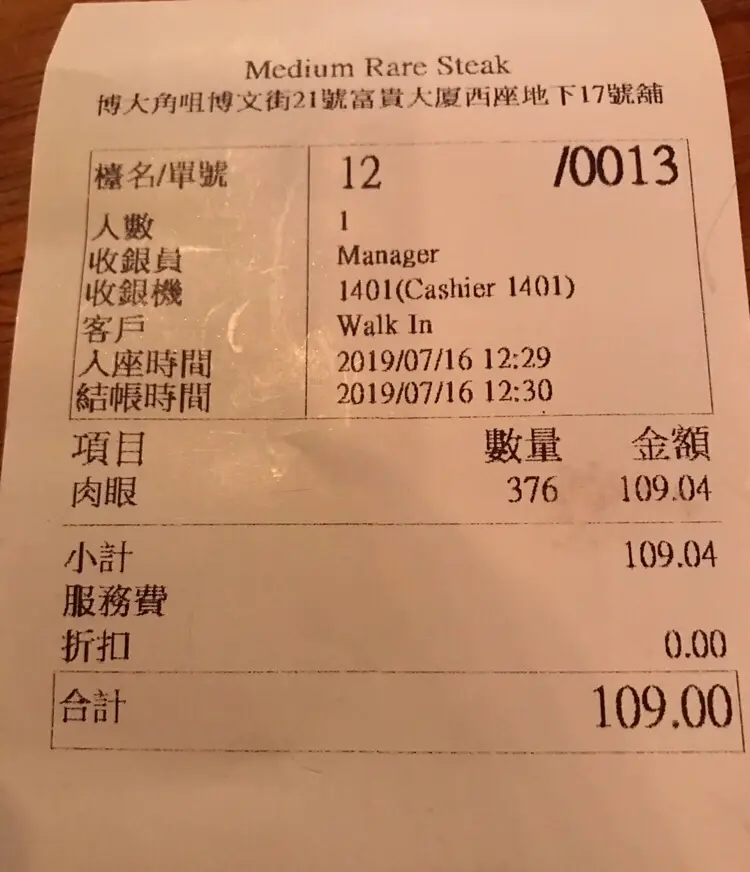 Medium Rare Steak
博大角咀博文街21號富貴大廈西座地下17號舖
檯名/單號 12 /0013
人數 1
收銀員 Manager
收銀機 1401(Cashier 1401)
客戶 Walk In
入座時間 2019/07/16 12:29
結帳時間 2019/07/16 12:30
項目 數量 金額
肉眼 376 109.04
小計 109.04
服務費
折扣 0.00
合計 109.00